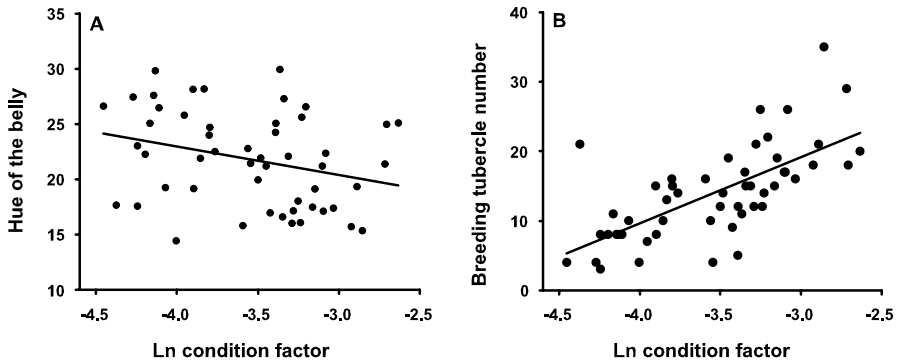 A
Hue of the belly
35
30
25
20
15
10
-4.5 -4.0 -3.5 -3.0 -2.5
Ln condition factor
B
Breeding tubercle number
40
30
20
10
0
-4.5 -4.0 -3.5 -3.0 -2.5
Ln condition factor